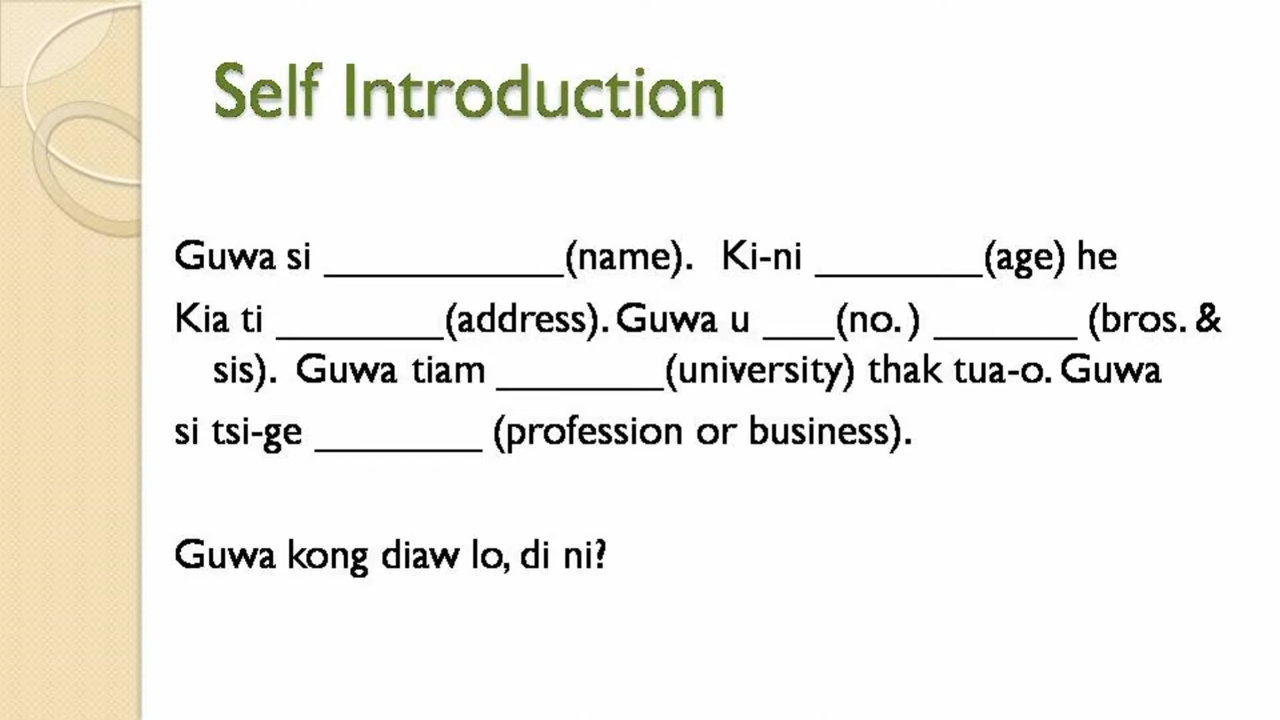 Self Introduction
Guwa si ____________(name). Ki-ni ________(age) he
Kia ti ________(address). Guwa u ___(no. ) _______ (bros. &
sis). Guwa tiam ________(university) thak tua-o. Guwa
si tsi-ge ________ (profession or business).
Guwa kong diaw lo, di ni?